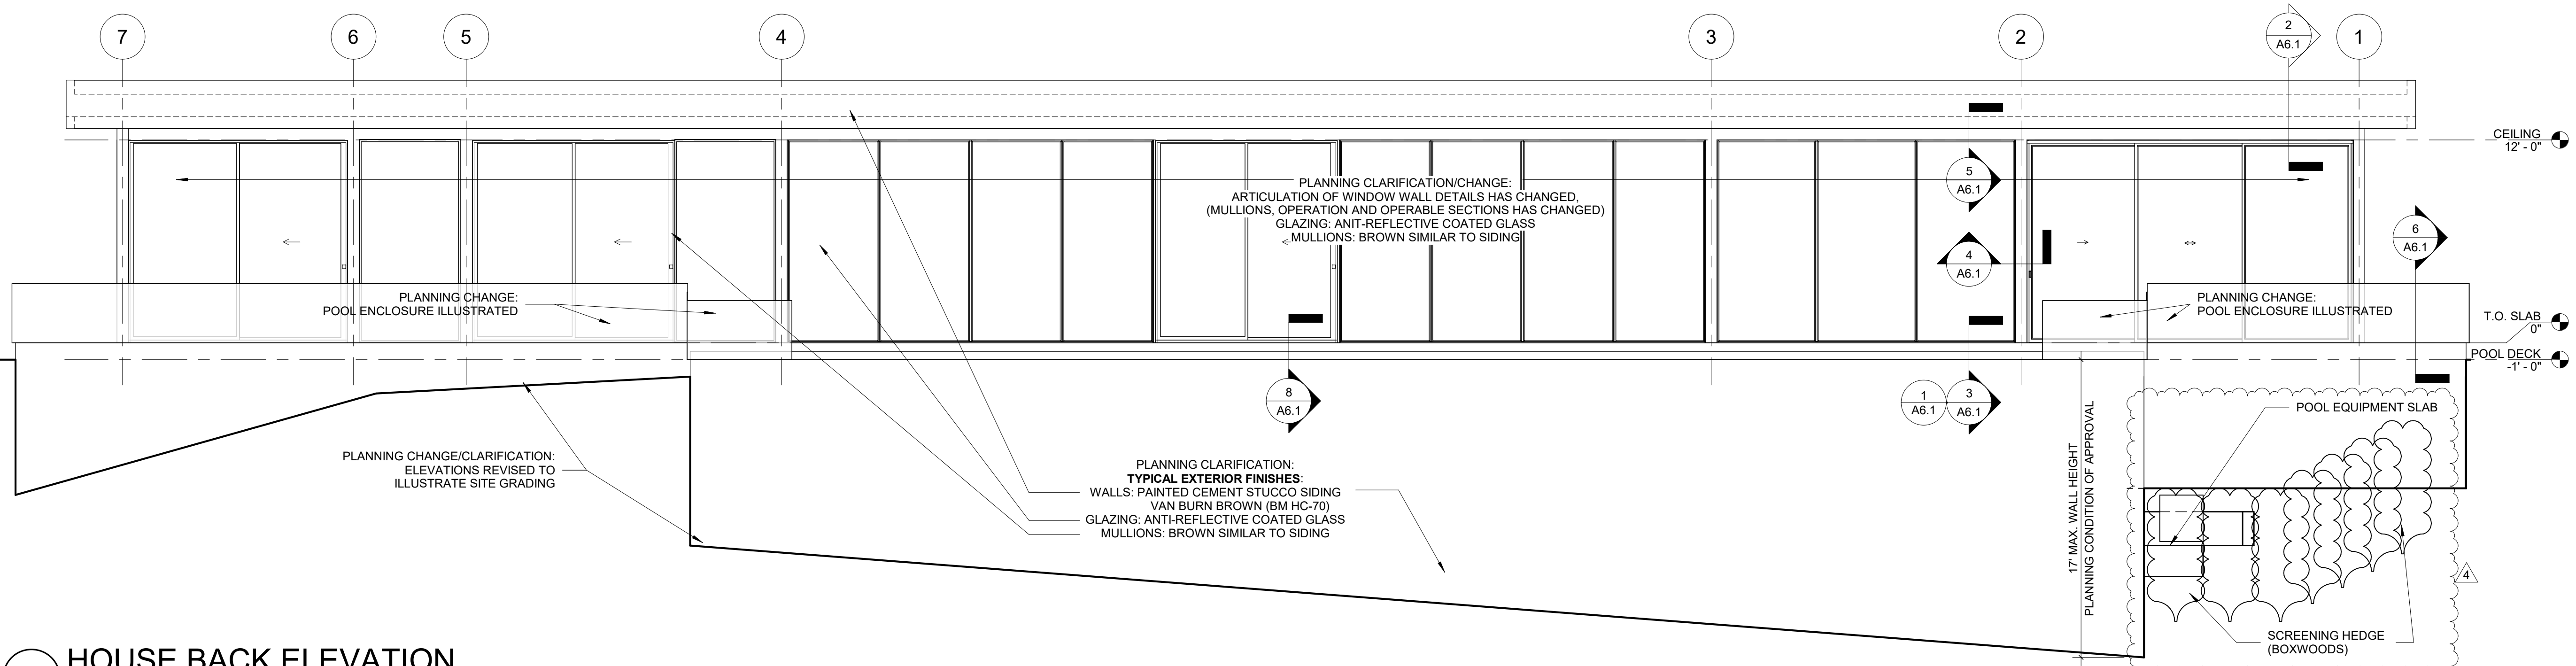 7
6
5
4
3
2
1
2
A6.1
CEILING
12' - 0"
PLANNING CLARIFICATION/CHANGE:
ARTICULATION OF WINDOW WALL DETAILS HAS CHANGED,
(MULLIONS, OPERATION AND OPERABLE SECTIONS HAS CHANGED)
GLAZING: ANIT-REFLECTIVE COATED GLASS
MULLIONS: BROWN SIMILAR TO SIDING
5
A6.1
4
A6.1
6
A6.1
PLANNING CHANGE:
POOL ENCLOSURE ILLUSTRATED
PLANNING CHANGE:
POOL ENCLOSURE ILLUSTRATED
T.O. SLAB
0"
POOL DECK
-1' - 0"
8
A6.1
1
A6.1
3
A6.1
POOL EQUIPMENT SLAB
PLANNING CHANGE/CLARIFICATION:
ELEVATIONS REVISED TO
ILLUSTRATE SITE GRADING
PLANNING CLARIFICATION:
TYPICAL EXTERIOR FINISHES:
WALLS: PAINTED CEMENT STUCCO SIDING
VAN BURN BROWN (BM HC-70)
GLAZING: ANTI-REFLECTIVE COATED GLASS
MULLIONS: BROWN SIMILAR TO SIDING
17' MAX. WALL HEIGHT
PLANNING CONDITION OF APPROVAL
4
SCREENING HEDGE
(BOXWOODS)
HOUSE BACK ELEVATION